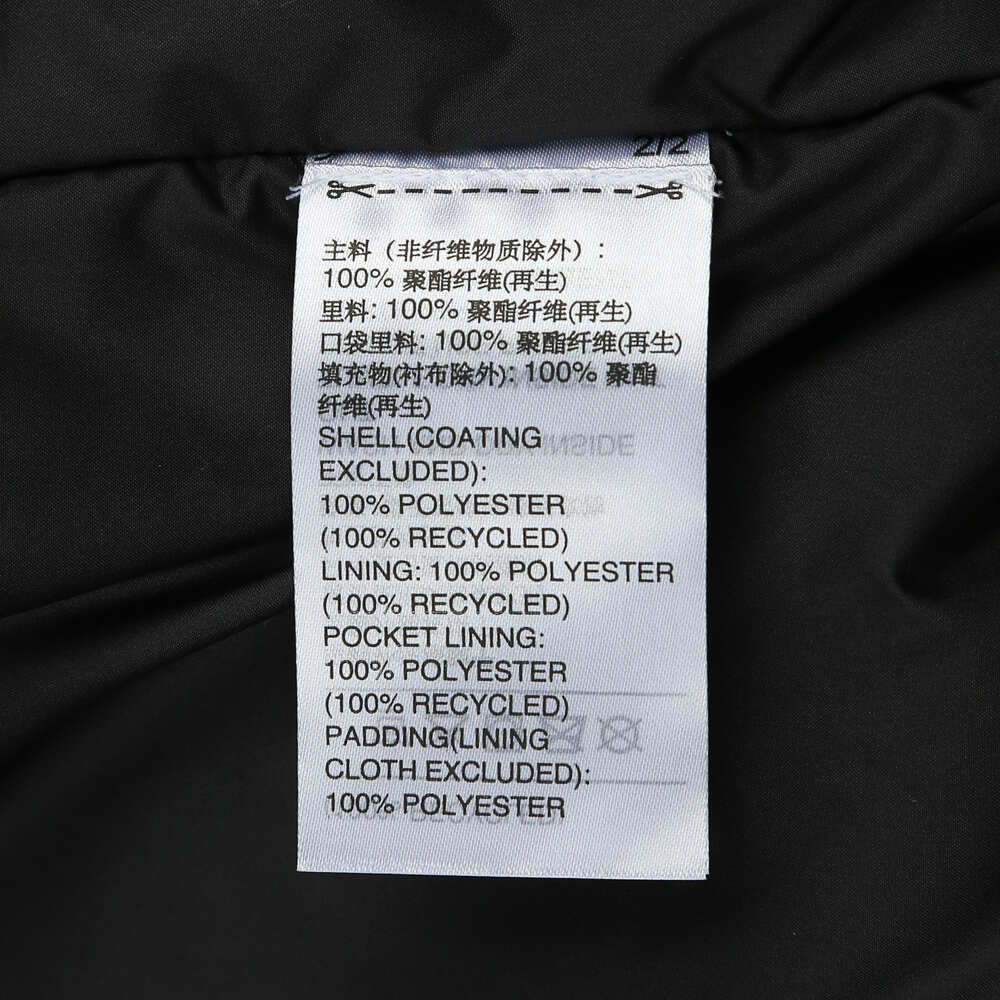 2/2
主料（非纤维物质除外）:
100% 聚酯纤维(再生)
里料: 100% 聚酯纤维(再生)
口袋里料: 100% 聚酯纤维(再生)
填充物(衬布除外): 100% 聚酯
纤维(再生)
SHELL(COATING
EXCLUDED):
100% POLYESTER
(100% RECYCLED)
LINING: 100% POLYESTER
(100% RECYCLED)
POCKET LINING:
100% POLYESTER
(100% RECYCLED)
PADDING(LINING
CLOTH EXCLUDED):
100% POLYESTER